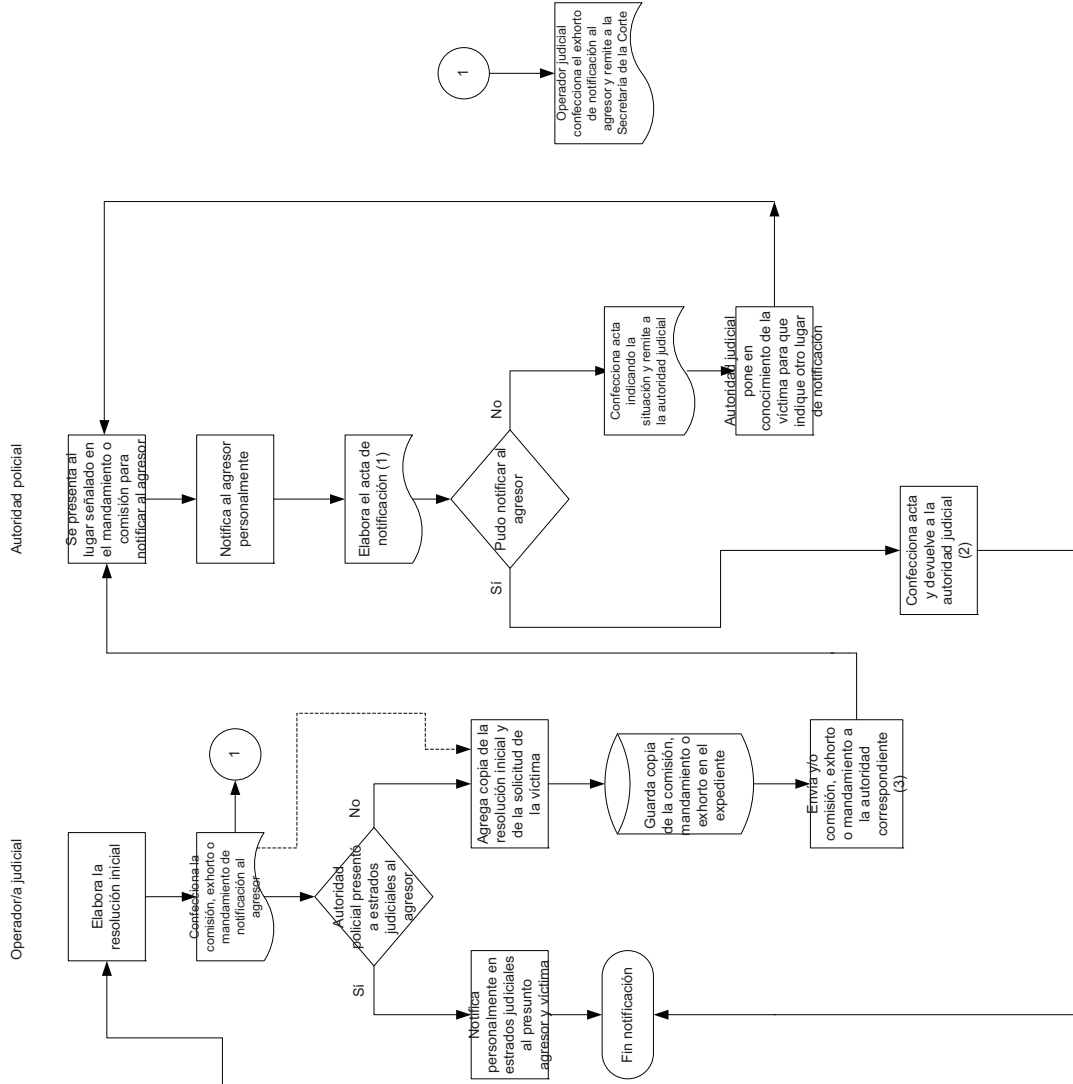 Operador/a judicial
Autoridad policial
Elabora la
resolución inicial
Confecciona la
comisión, exhorto o
mandamiento de
notificación al
agresor
1
Autoridad
policial presentó
a estrados
judiciales al
agresor
Sí
No
Notifica
personalmente en
estrados judiciales
al presunto
agresor y víctima
Fin notificación
Agrega copia de la
resolución inicial y
de la solicitud de
la víctima
Guarda copia
de la comisión,
mandamiento o
exhorto en el
expediente
Envía y/o
comisión, exhorto
o mandamiento a
la autoridad
correspondiente
(3)
Se presenta al
lugar señalado en
el mandamiento o
comisión para
notificar al agresor
Notifica al agresor
personalmente
Elabora el acta de
notificación (1)
Pudo notificar al
agresor
Sí
No
Confecciona acta
indicando la
situación y remite a
la autoridad judicial
Autoridad judicial
pone en
conocimiento de la
víctima para que
indique otro lugar
de notificación
Confecciona acta
y devuelve a la
autoridad judicial
(2)
1
Operador judicial
confecciona el exhorto
de notificación al
agresor y remite a la
Secretaría de la Corte